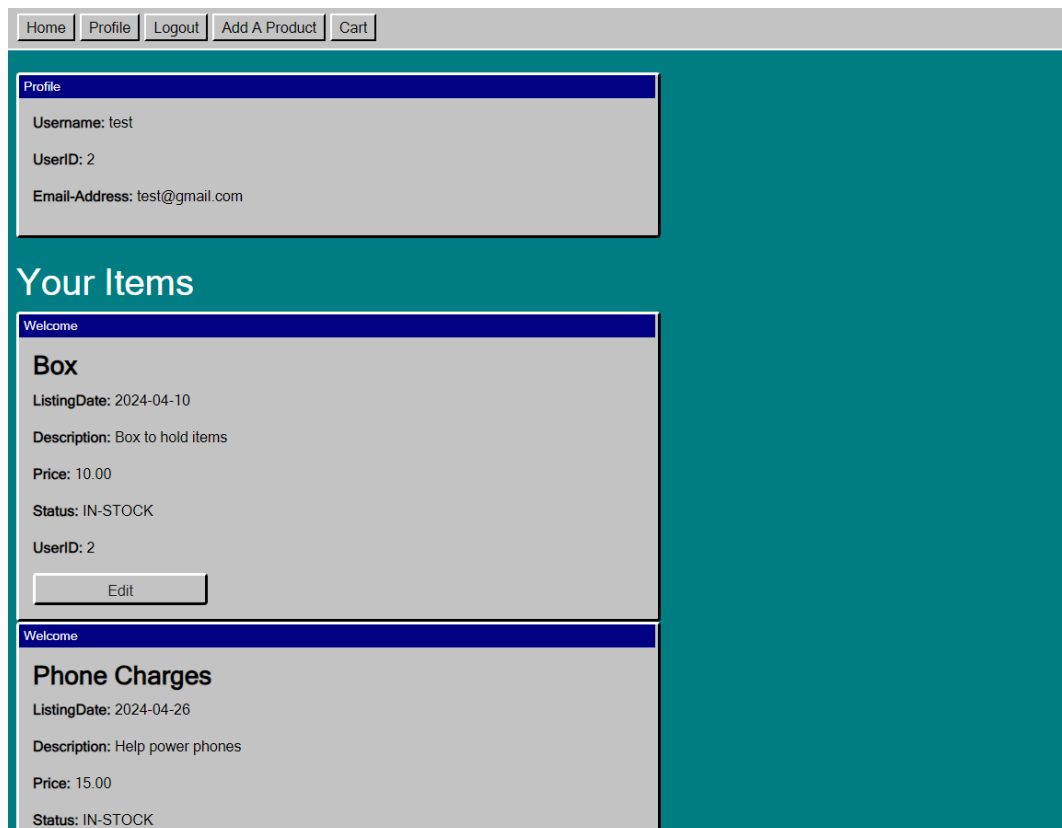 Home Profile Logout Add A Product Cart
Profile
Username: test
UserID: 2
Email-Address: test@gmail.com
Your Items
Welcome
Box
ListingDate: 2024-04-10
Description: Box to hold items
Price: 10.00
Status: IN-STOCK
UserID: 2
Edit
Welcome
Phone Charges
ListingDate: 2024-04-26
Description: Help power phones
Price: 15.00
Status: IN-STOCK